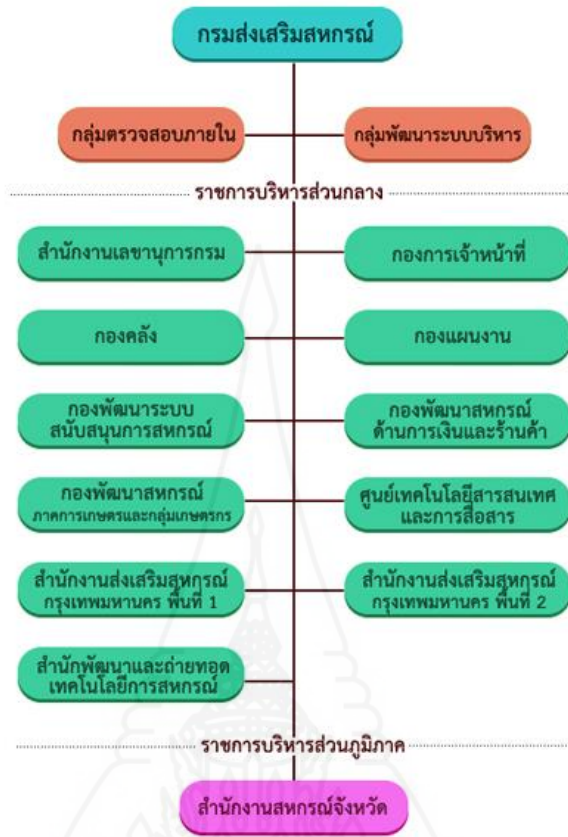 กรมส่งเสริมสหกรณ์
กลุ่มตรวจสอบภายใน
กลุ่มพัฒนาระบบบริหาร
ราชการบริหารส่วนกลาง
สำนักงานเลขานุการกรม
กองการเจ้าหน้าที่
กองคลัง
กองแผนงาน
กองพัฒนาระบบ
สนับสนุนการสหกรณ์
กองพัฒนาสหกรณ์
ด้านการเงินและร้านค้า
กองพัฒนาสหกรณ์
ภาคการเกษตรและกลุ่มเกษตรกร
ศูนย์เทคโนโลยีสารสนเทศ
และการสื่อสาร
สำนักงานส่งเสริมสหกรณ์
กรุงเทพมหานคร พื้นที่ 1
สำนักงานส่งเสริมสหกรณ์
กรุงเทพมหานคร พื้นที่ 2
สำนักพัฒนาและถ่ายทอด
เทคโนโลยีการสหกรณ์
ราชการบริหารส่วนภูมิภาค
สำนักงานสหกรณ์จังหวัด